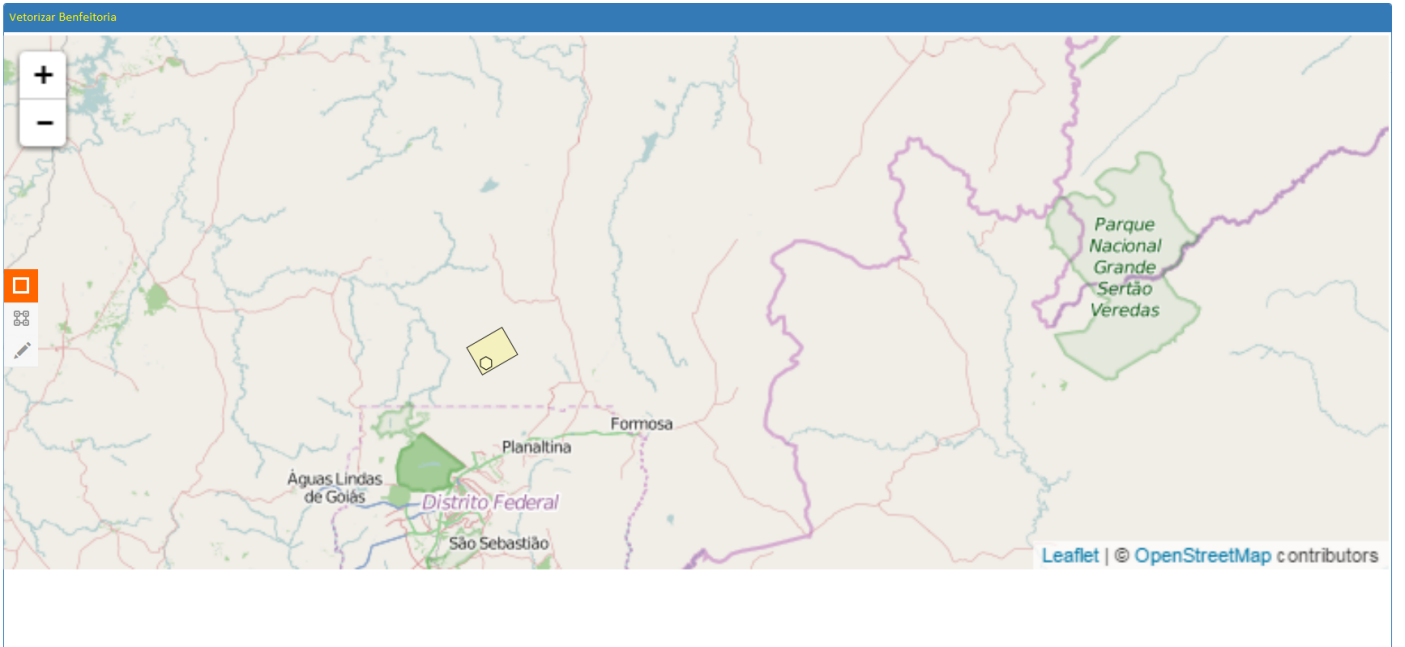 Vetorizar Benfeitoria
+
−
Parque
Nacional
Grande
Sertão
Veredas
Formosa
Planaltina
Águas Lindas
de Goiás
Distrito Federal
São Sebastião
Leaflet | © OpenStreetMap contributors